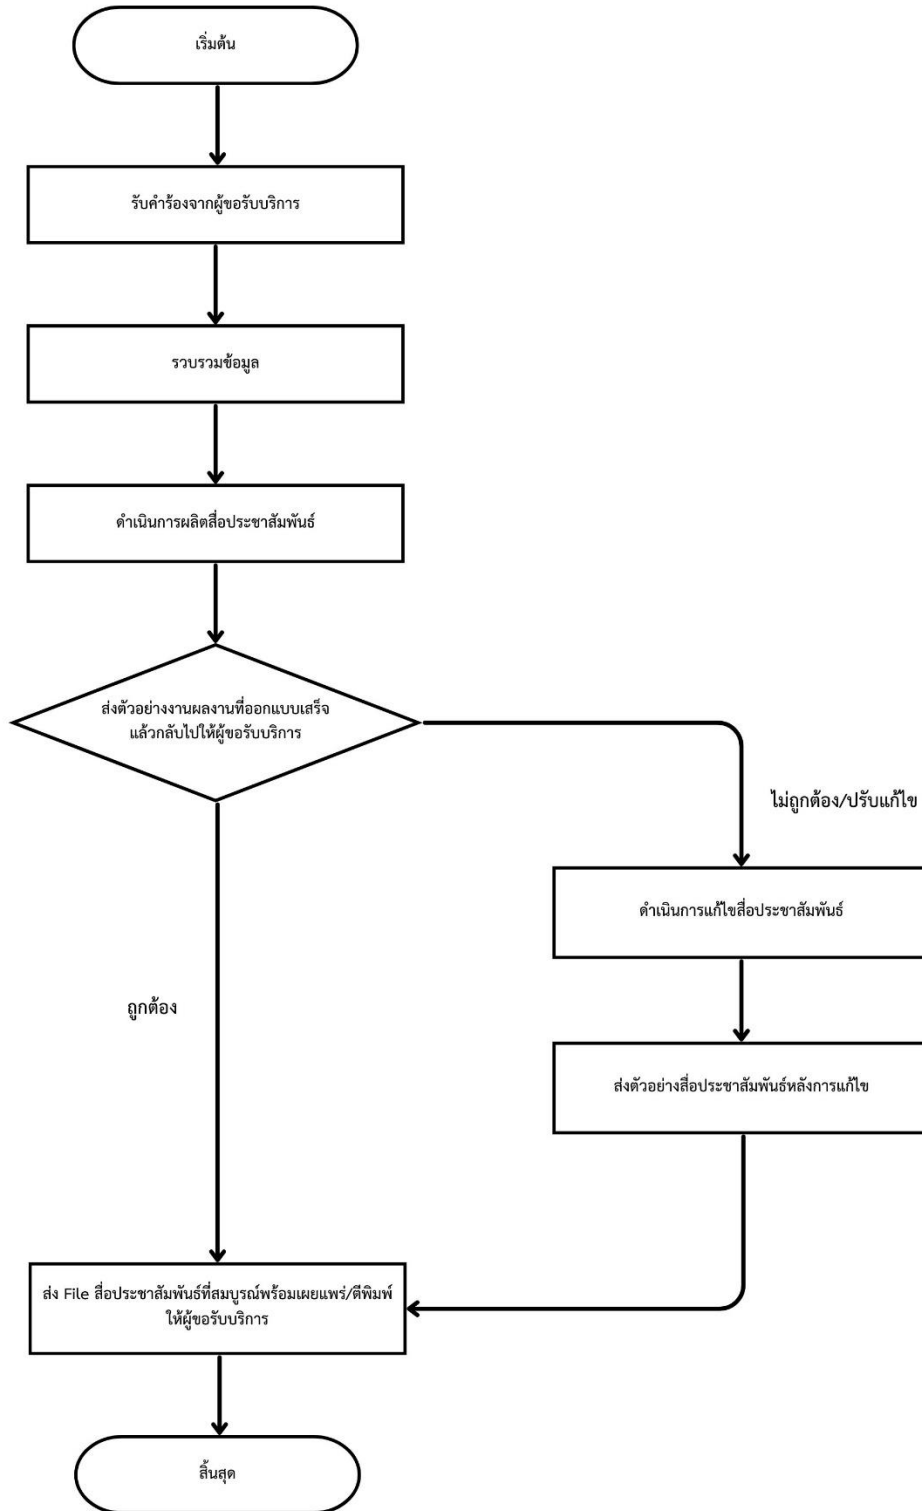 เริ่มต้น
รับคำร้องจากผู้ขอรับบริการ
รวบรวมข้อมูล
ดำเนินการผลิตสื่อประชาสัมพันธ์
ส่งตัวอย่างงานผลงานที่ออกแบบเสร็จ
แล้วกลับไปให้ผู้ขอรับบริการ
ไม่ถูกต้อง/ปรับแก้ไข
ดำเนินการแก้ไขสื่อประชาสัมพันธ์
ถูกต้อง
ส่งตัวอย่างสื่อประชาสัมพันธ์หลังการแก้ไข
ส่ง File สื่อประชาสัมพันธ์ที่สมบูรณ์พร้อมเผยแพร่/ตีพิมพ์
ให้ผู้ขอรับบริการ
สิ้นสุด